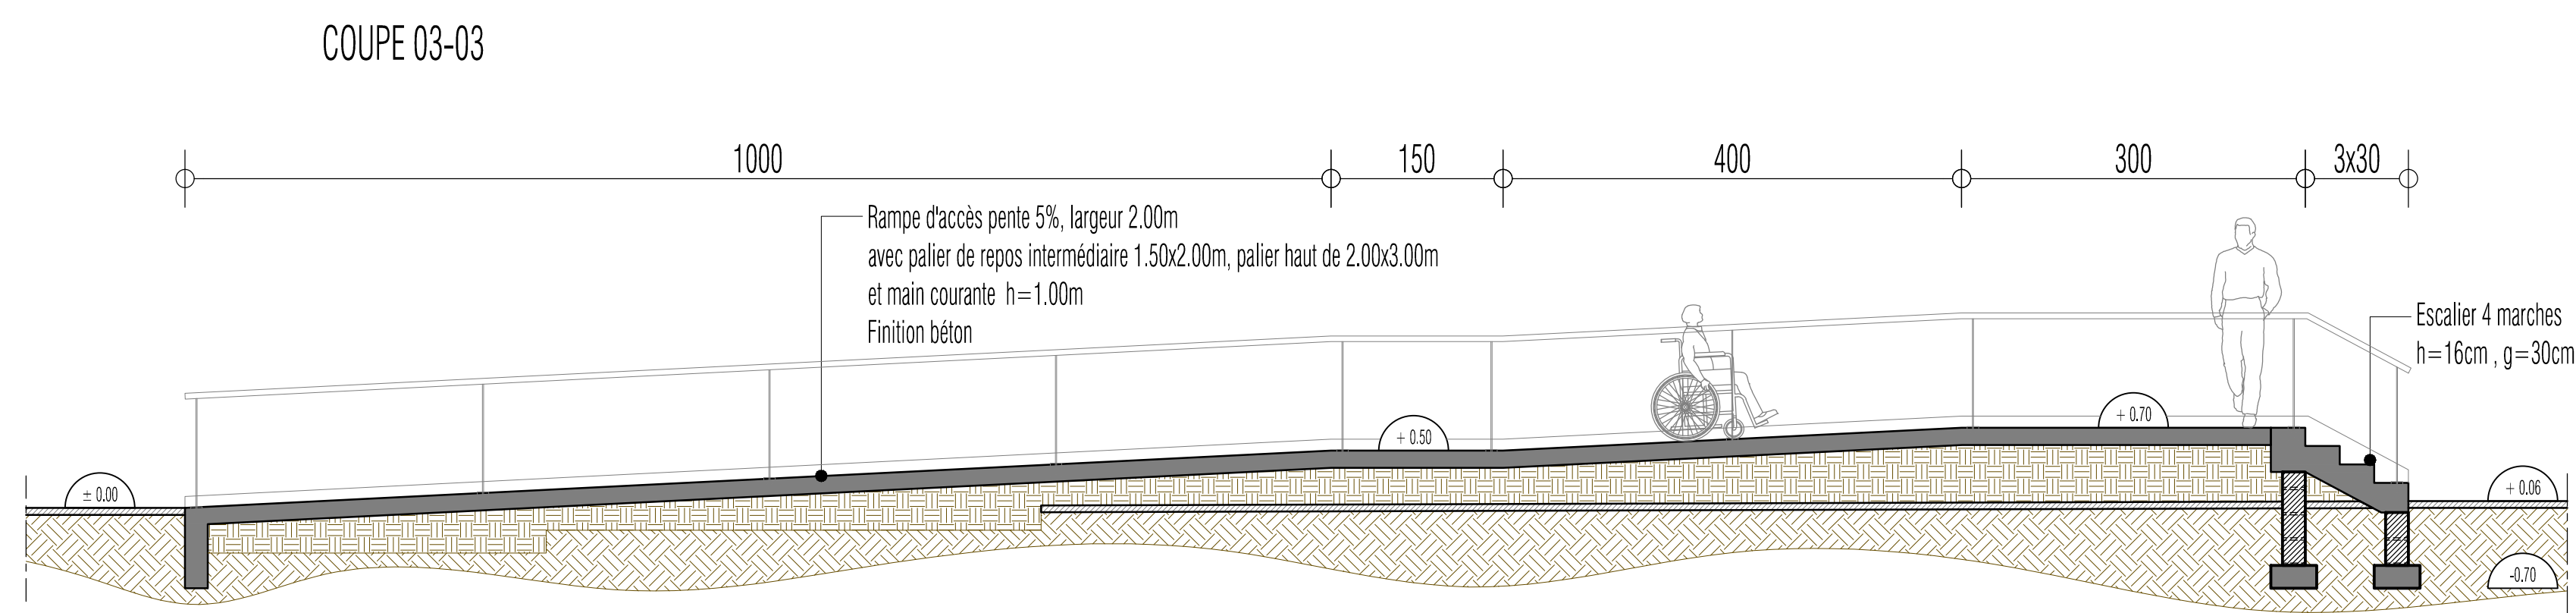 COUPE 03-03
1000
150
400
300
3x30
Rampe d'accès pente 5%, largeur 2.00m
avec palier de repos intermédiaire 1.50x2.00m, palier haut de 2.00x3.00m
et main courante h=1.00m
Finition béton
Escalier 4 marches
h=16cm , g=30cm
± 0.00
+ 0.50
+ 0.70
+ 0.06
-0.70